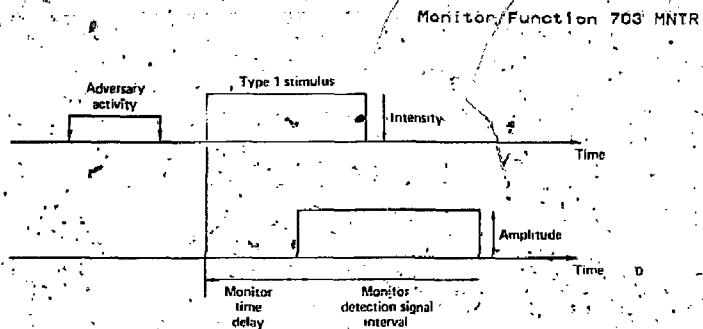 Monitor Function 703 MNTR
Adversary
activity
Type 1 stimulus
Intensity
Time
Amplitude
Time
Monitor
time
delay
Monitor
detection signal
interval